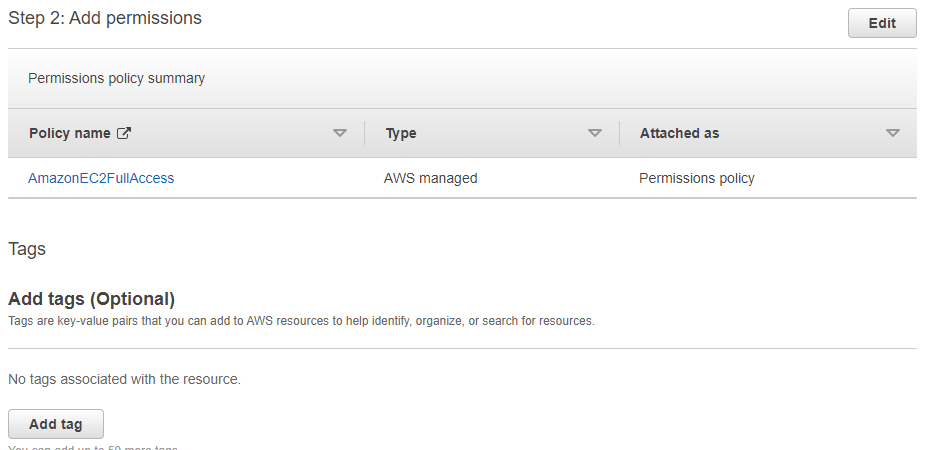 Step 2: Add permissions
Edit
Permissions policy summary
Policy name
Type
Attached as
AmazonEC2FullAccess
AWS managed
Permissions policy
Tags
Add tags (Optional)
Tags are key-value pairs that you can add to AWS resources to help identify, organize, or search for resources.
No tags associated with the resource.
Add tag
You can add up to 50 more tags